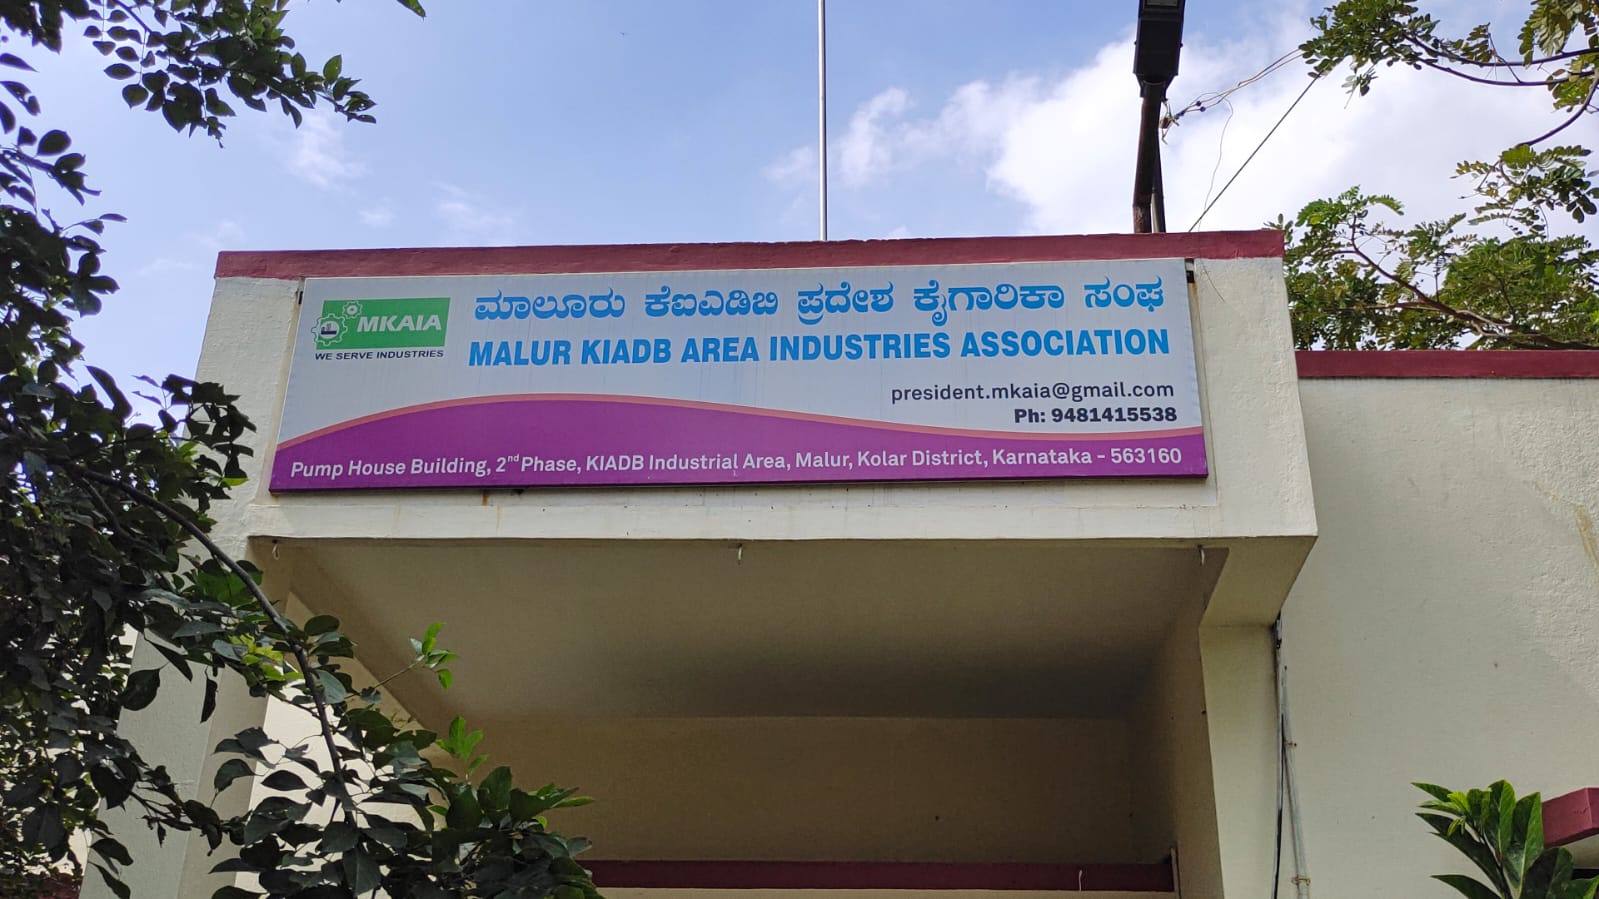 MKAIA
WE SERVE INDUSTRIES
ಮಾಲೂರು ಕೆಐಎಡಿಬಿ ಪ್ರದೇಶ ಕೈಗಾರಿಕಾ ಸಂಘ
MALUR KIADB AREA INDUSTRIES ASSOCIATION
president.mkaia@gmail.com
Ph: 9481415538
Pump House Building, 2nd Phase, KIADB Industrial Area, Malur, Kolar District, Karnataka - 563160